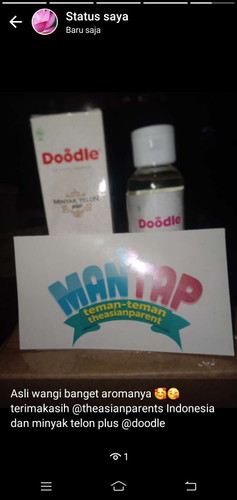 Status saya
Baru saja
Doodle
MINYAK TELON
Doodle
MANTAP
teman-teman
theasianparent
Asli wangi banget aromanya 🥰😋
terimakasih @theasianparents Indonesia
dan minyak telon plus @doodle
1